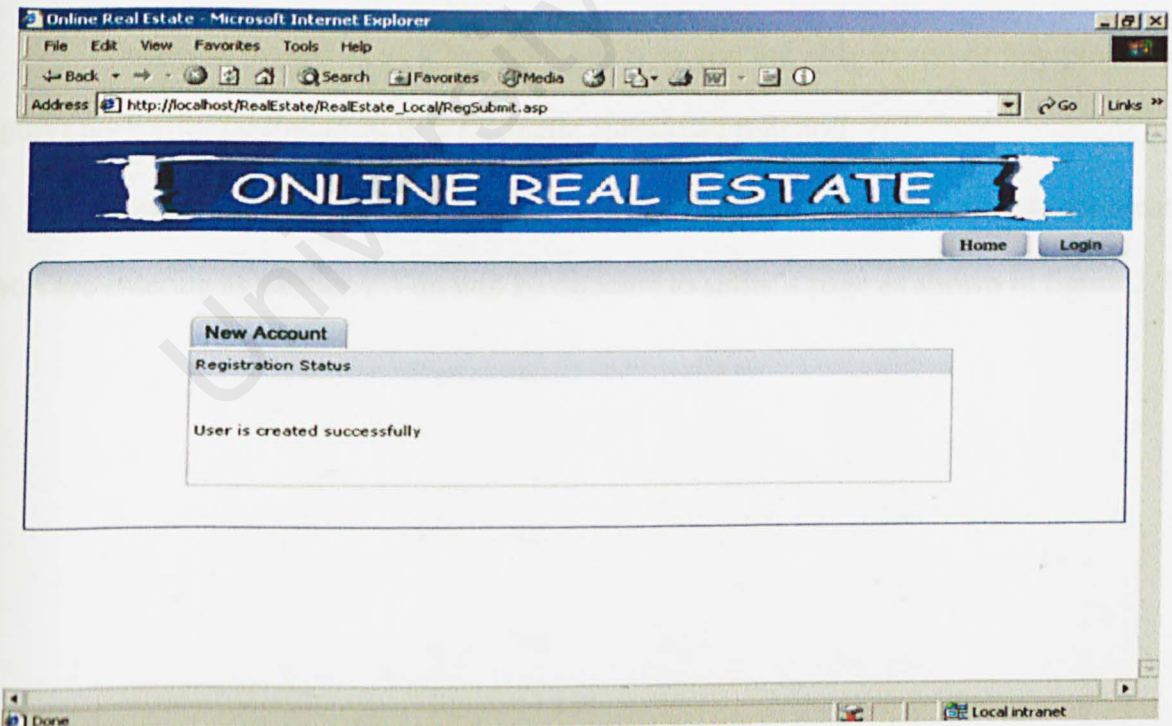 Online Real Estate - Microsoft Internet Explorer
File Edit View Favorites Tools Help
Back Search Favorites Media
Address http://localhost/RealEstate/RealEstate_Local/RegSubmit.asp Go Links »
ONLINE REAL ESTATE
Home Login
New Account
Registration Status
User is created successfully
Done Local intranet
University